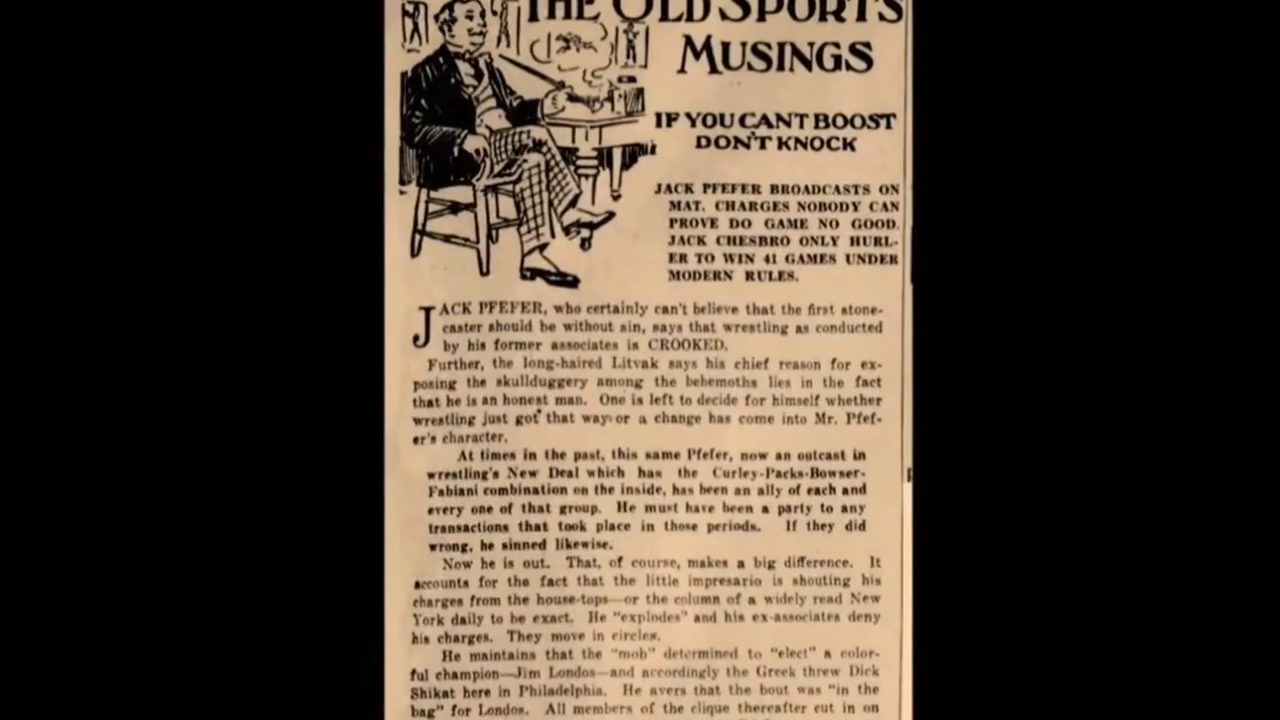 THE OLD SPORTS
MUSINGS
IF YOU CANT BOOST
DON'T KNOCK
JACK PFEFER BROADCASTS ON
MAT. CHARGES NOBODY CAN
PROVE DO GAME NO GOOD.
JACK CHESBRO ONLY HURL-
ER TO WIN 41 GAMES UNDER
MODERN RULES.
JACK PFEFER, who certainly can't believe that the first stone-
caster should be without sin, says that wrestling as conducted
by his former associates is CROOKED.
Further, the long-haired Litvak says his chief reason for ex-
posing the skullduggery among the behemoths lies in the fact
that he is an honest man. One is left to decide for himself whether
wrestling just got that way or a change has come into Mr. Pfef-
er's character.
At times in the past, this same Pfefer, now an outcast in
wrestling's New Deal which has the Curley-Packs-Bowser-
Fabiani combination on the inside, has been an ally of each and
every one of that group. He must have been a party to any
transactions that took place in those periods. If they did
wrong, he sinned likewise.
Now he is out. That, of course, makes a big difference. It
accounts for the fact that the little impresario is shouting his
charges from the house-tops—or the column of a widely read New
York daily to be exact. He "explodes" and his ex-associates deny
his charges. They move in circles.
He maintains that the "mob" determined to "elect" a color-
ful champion—Jim Londos—and accordingly the Greek threw Dick
Shikat here in Philadelphia. He avers that the bout was "in the
bag" for Londos. All members of the clique thereafter cut in on